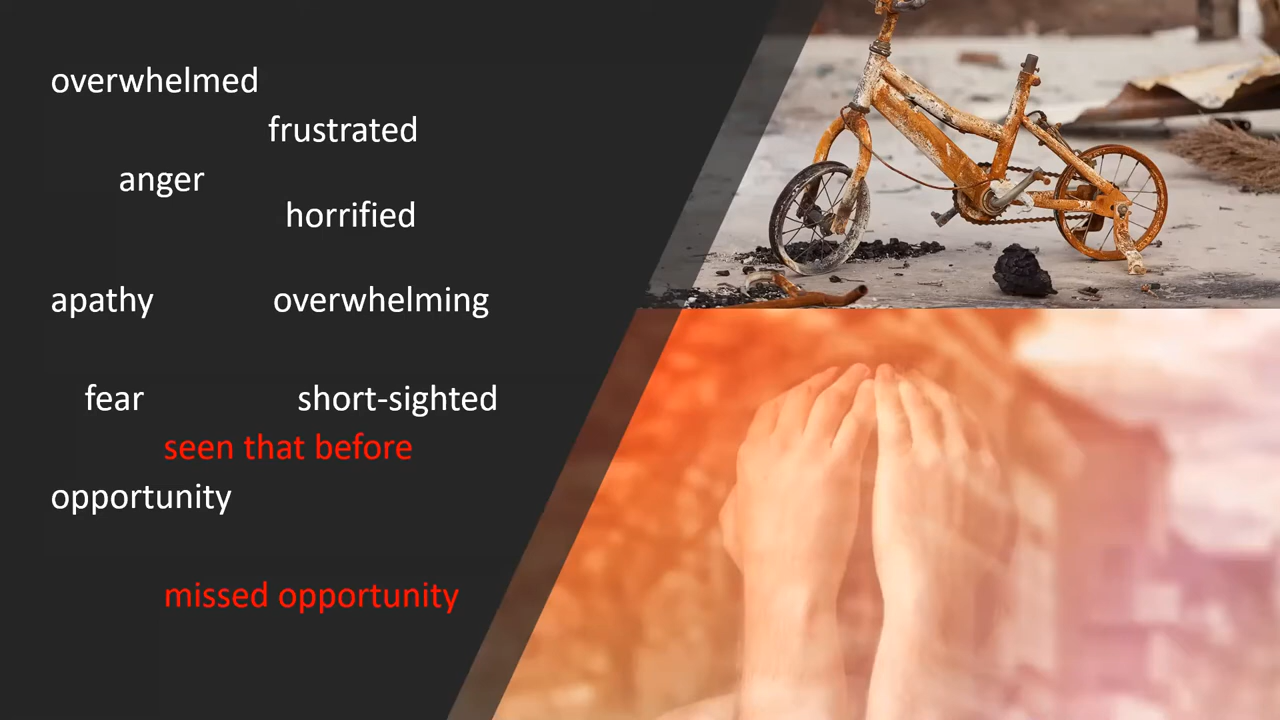 overwhelmed
frustrated
anger
horrified
apathy overwhelming
fear short-sighted
seen that before
opportunity
missed opportunity